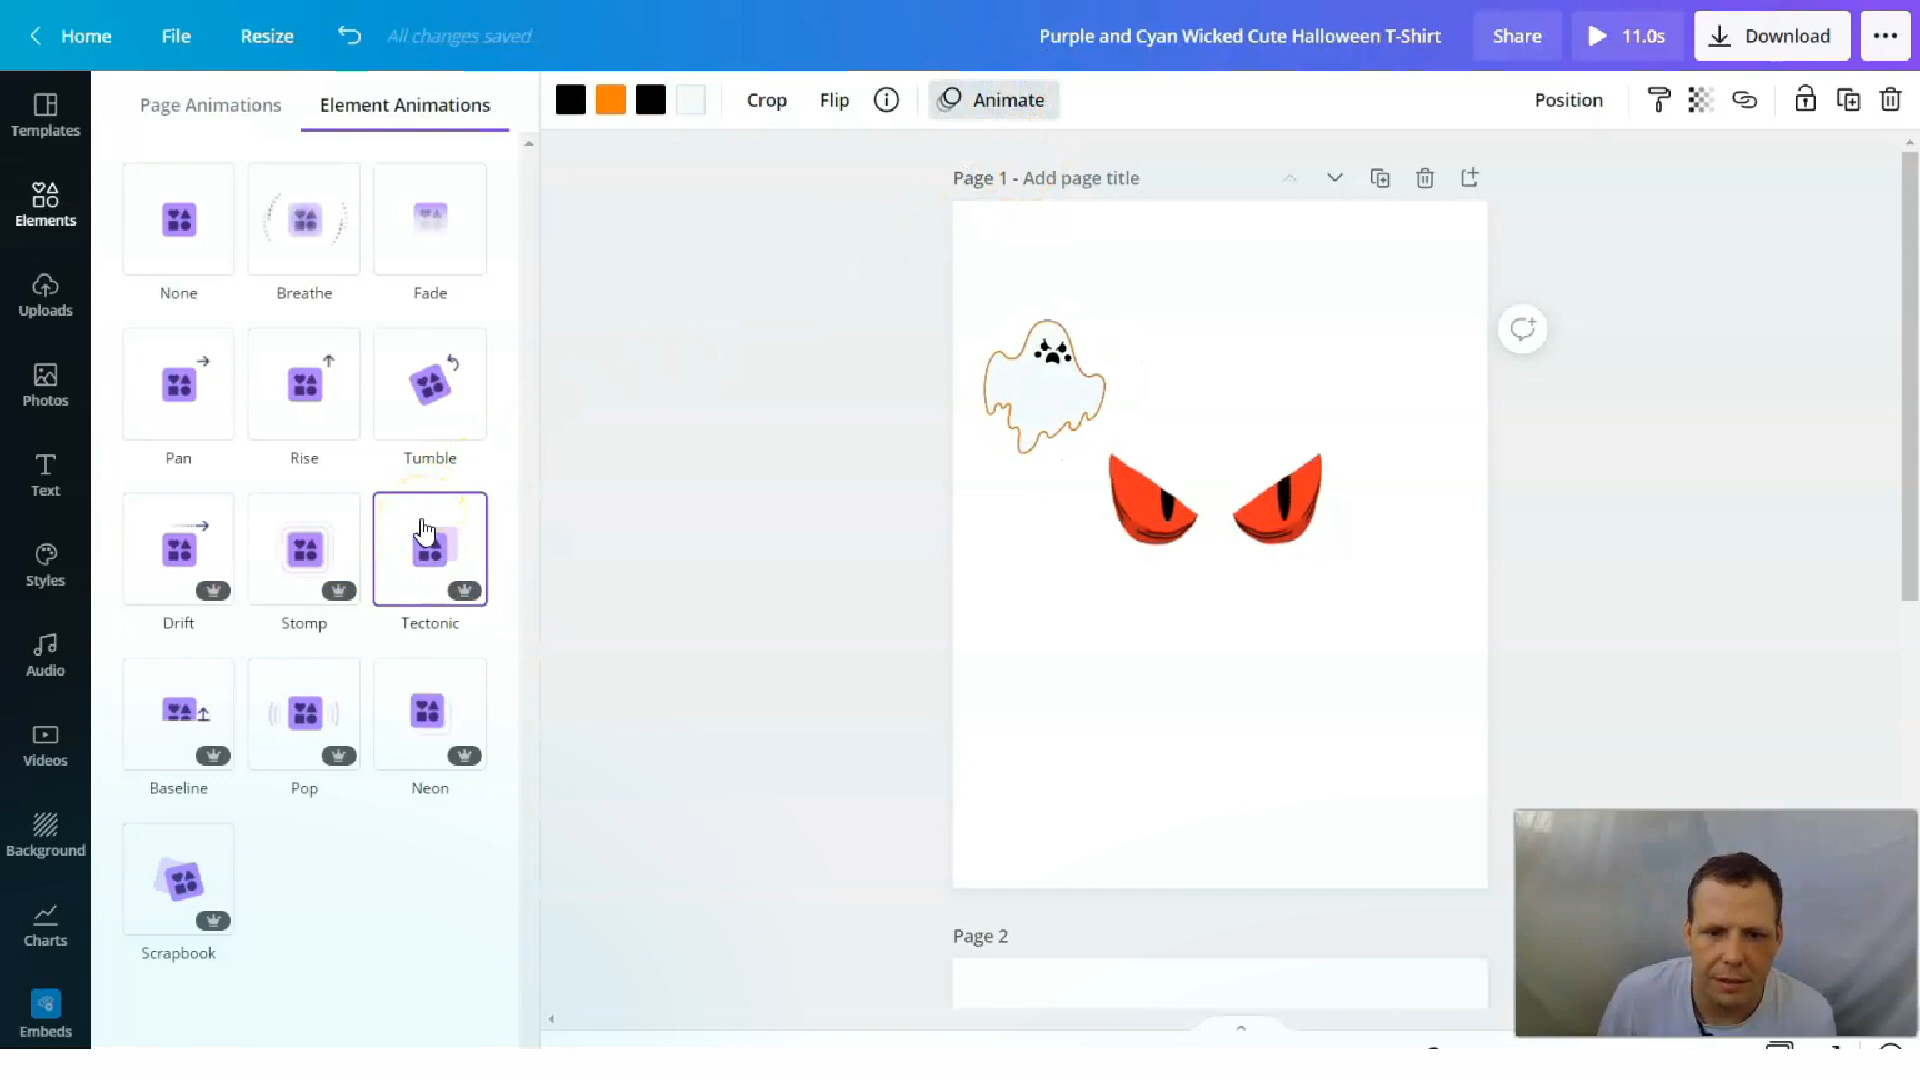 Home File Resize All changes saved Purple and Cyan Wicked Cute Halloween T-Shirt Share 11.0s Download
Templates
Elements
Uploads
Photos
Text
Styles
Audio
Videos
Background
Charts
Embeds
Page Animations Element Animations
None Breathe Fade
Pan Rise Tumble
Drift Stomp Tectonic
Baseline Pop Neon
Scrapbook
Crop Flip Animate Position
Page 1 - Add page title
Page 2